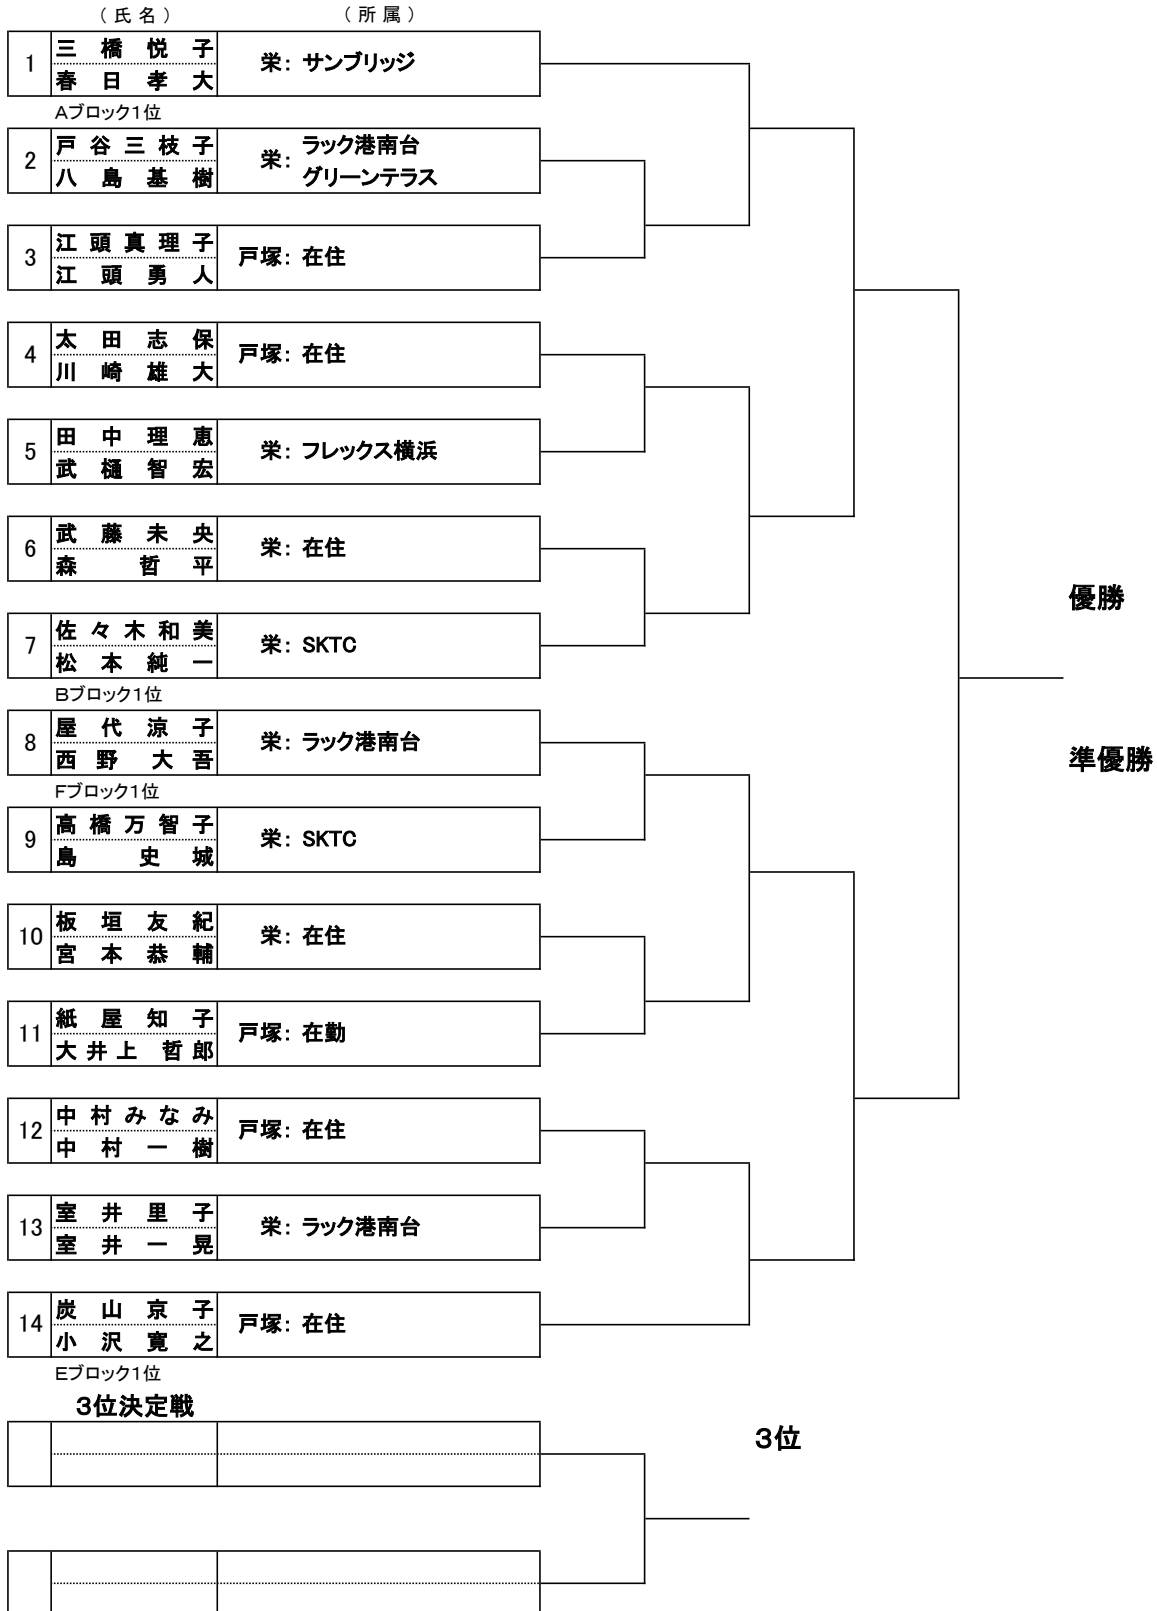 （氏名） （所属）
1 三橋悦子 栄： サンブリッジ
春日孝大
Aブロック1位
2 戸谷三枝子 栄： ラック港南台
八島基樹 グリーンテラス
3 江頭真理子 戸塚： 在住
江頭勇人
4 太田志保 戸塚： 在住
川崎雄大
5 田中理恵 栄： フレックス横浜
武樋智宏
6 武藤未央 栄： 在住
森哲平
7 佐々木和美 栄： SKTC
松本純一
Bブロック1位
8 屋代涼子 栄： ラック港南台
西野大吾
Fブロック1位
9 高橋万智子 栄： SKTC
島史城
10 板垣友紀 栄： 在住
宮本恭輔
11 紙屋知子 戸塚： 在勤
大井上哲郎
12 中村みなみ 戸塚： 在住
中村一樹
13 室井里子 栄： ラック港南台
室井一晃
14 炭山京子 戸塚： 在住
小沢寛之
Eブロック1位
優勝
準優勝
3位決定戦
3位